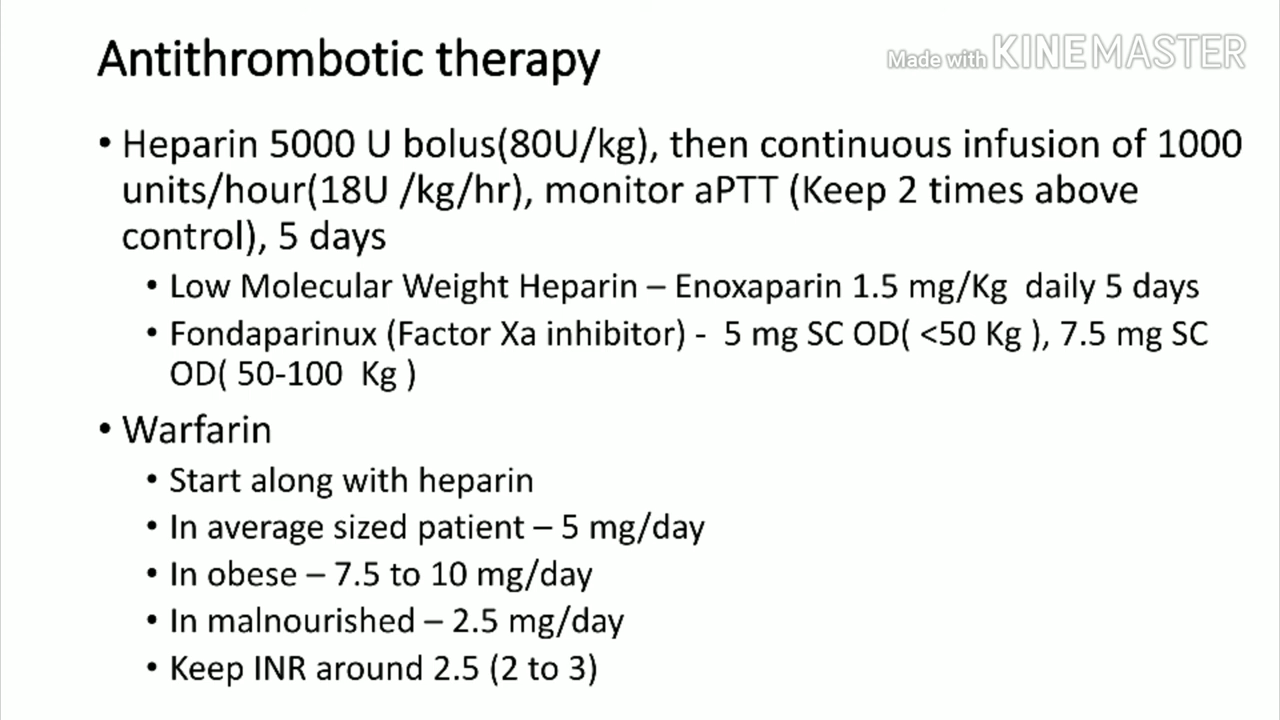 Antithrombotic therapy
Made with KINEMASTER
• Heparin 5000 U bolus(80U/kg), then continuous infusion of 1000
units/hour(18U /kg/hr), monitor aPTT (Keep 2 times above
control), 5 days
• Low Molecular Weight Heparin – Enoxaparin 1.5 mg/Kg  daily 5 days
• Fondaparinux (Factor Xa inhibitor) -  5 mg SC OD( <50 Kg ), 7.5 mg SC
OD( 50-100  Kg )
• Warfarin
• Start along with heparin
• In average sized patient – 5 mg/day
• In obese – 7.5 to 10 mg/day
• In malnourished – 2.5 mg/day
• Keep INR around 2.5 (2 to 3)